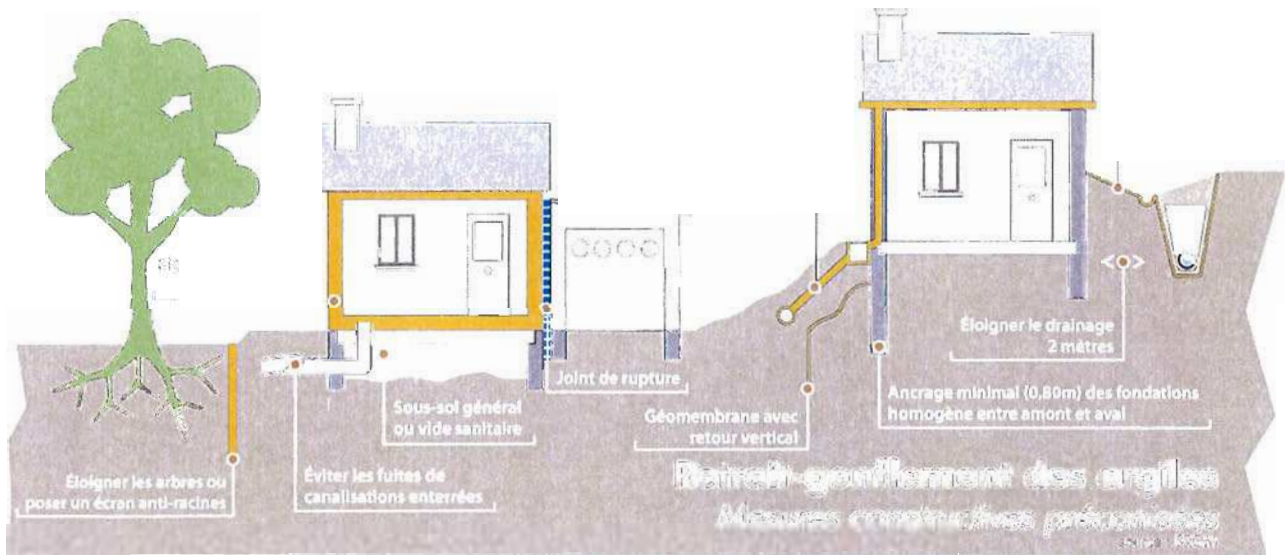 Éloigner le drainage
2 mètres
Joint de rupture
Ancrage minimal (0,80m) des fondations
homogène entre amont et aval
Sous-sol général
ou vide sanitaire
Géomembrane avec
retour vertical
Éloigner les arbres ou
poser un écran anti-racines
Éviter les fuites de
canalisations enterrées
Retrait-gonflement des argiles
Mesures constructives préconisées